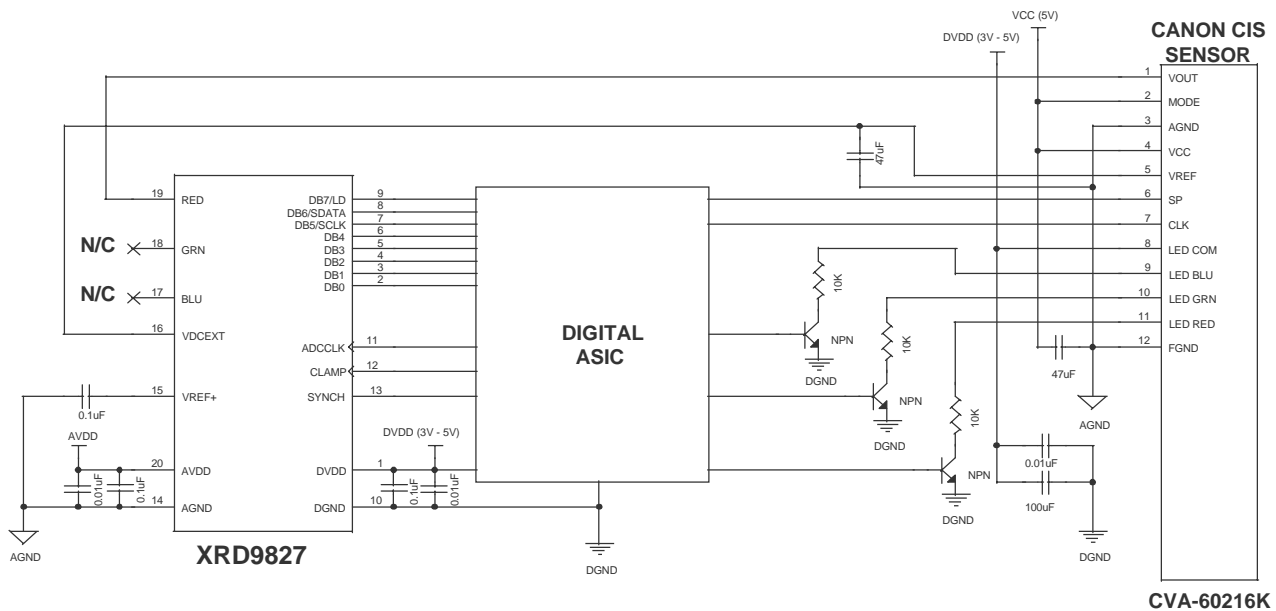 VCC (5V)
DVDD (3V - 5V)
CANON CIS
SENSOR
1 VOUT
2 MODE
3 AGND
4 VCC
5 VREF
6 SP
7 CLK
8 LED COM
9 LED BLU
10 LED GRN
11 LED RED
12 FGND
CVA-60216K
47uF
19 RED
N/C 18 GRN
N/C 17 BLU
16 VDCEXT
15 VREF+
0.1uF
AVDD
20 AVDD
0.01uF
0.1uF
14 AGND
AGND
DB7/LD 9
DB6/SDATA 8
DB5/SCLK 7
DB4 6
DB3 5
DB2 4
DB1 3
DB0 2
ADCCLK 11
CLAMP 12
SYNCH 13
DVDD (3V - 5V)
DVDD 1
0.1uF
0.01uF
DGND 10
XRD9827
DIGITAL
ASIC
DGND
10K
NPN
DGND
10K
NPN
DGND
10K
NPN
DGND
47uF
AGND
0.01uF
100uF
DGND